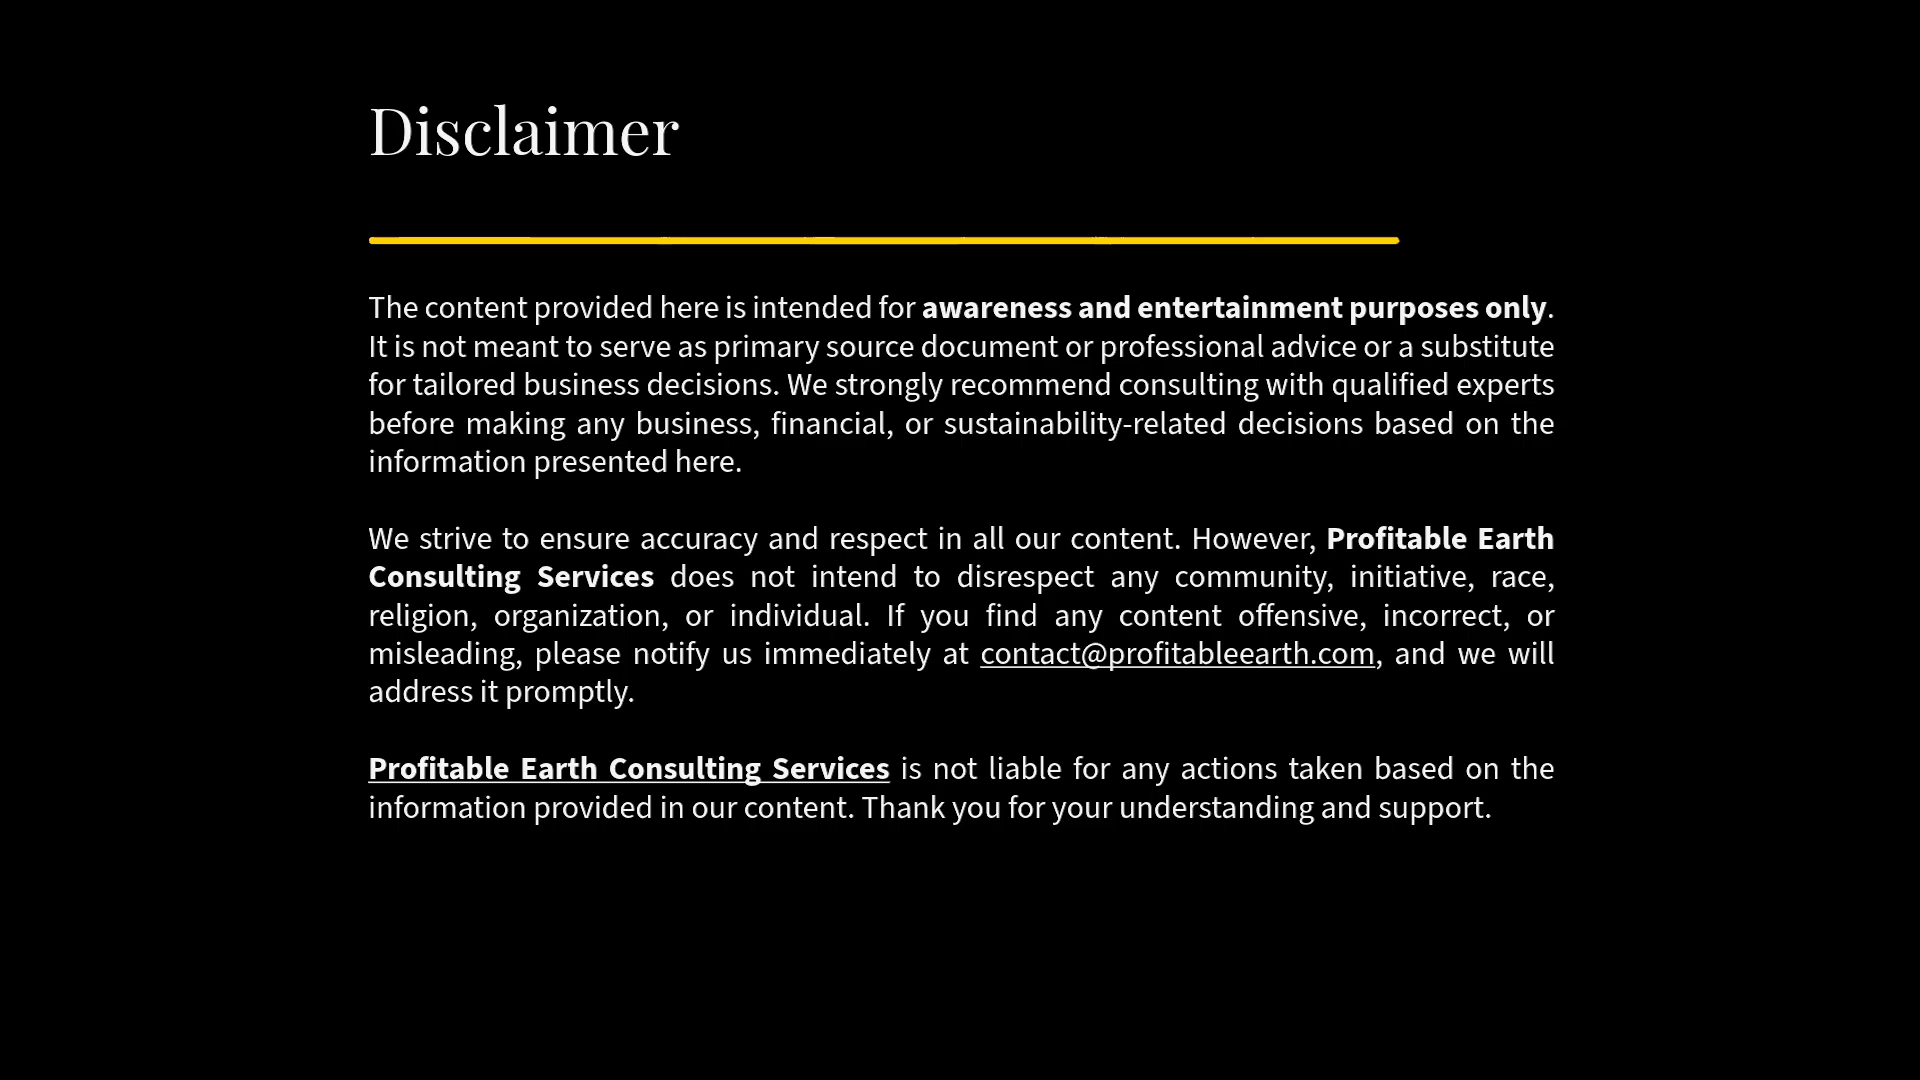 Disclaimer
The content provided here is intended for awareness and entertainment purposes only.
It is not meant to serve as primary source document or professional advice or a substitute
for tailored business decisions. We strongly recommend consulting with qualified experts
before making any business, financial, or sustainability-related decisions based on the
information presented here.
We strive to ensure accuracy and respect in all our content. However, Profitable Earth
Consulting Services does not intend to disrespect any community, initiative, race,
religion, organization, or individual. If you find any content offensive, incorrect, or
misleading, please notify us immediately at contact@profitableearth.com, and we will
address it promptly.
Profitable Earth Consulting Services is not liable for any actions taken based on the
information provided in our content. Thank you for your understanding and support.